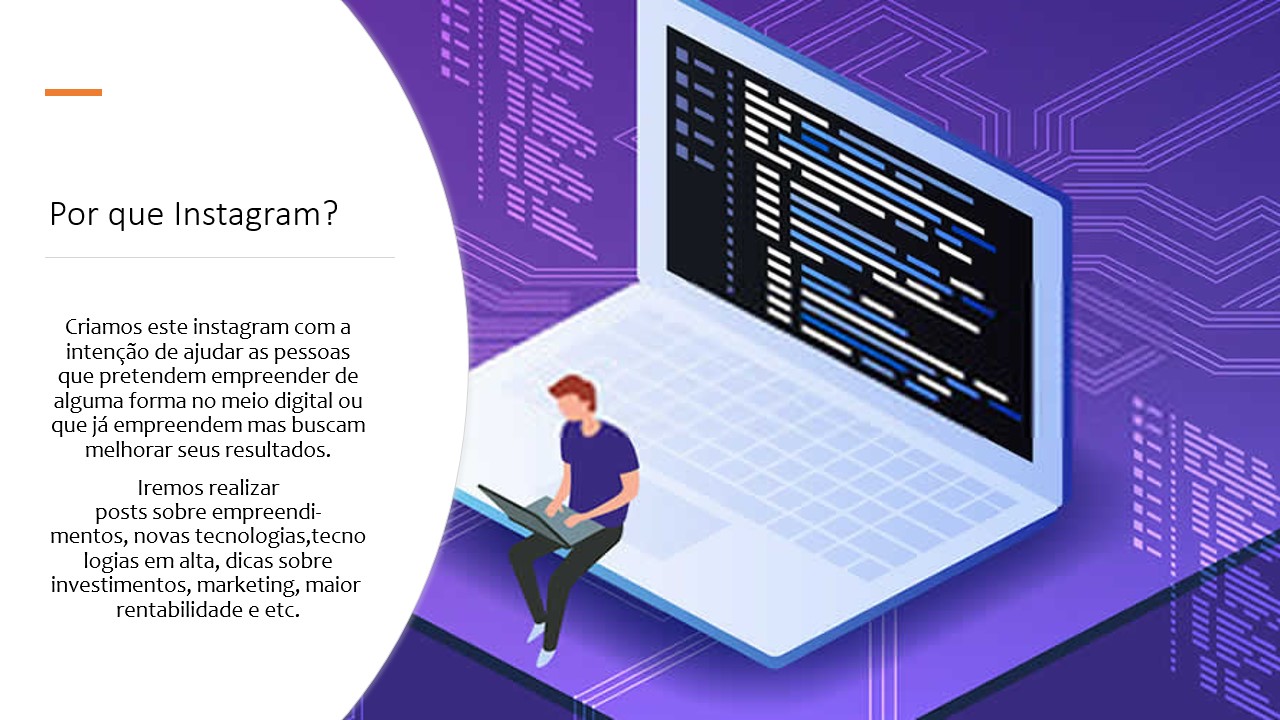 Por que Instagram?
Criamos este instagram com a
intenção de ajudar as pessoas
que pretendem empreender de
alguma forma no meio digital ou
que já empreendem mas buscam
melhorar seus resultados.
Iremos realizar
posts sobre empreendi-
mentos, novas tecnologias,tecno
logias em alta, dicas sobre
investimentos, marketing, maior
rentabilidade e etc.